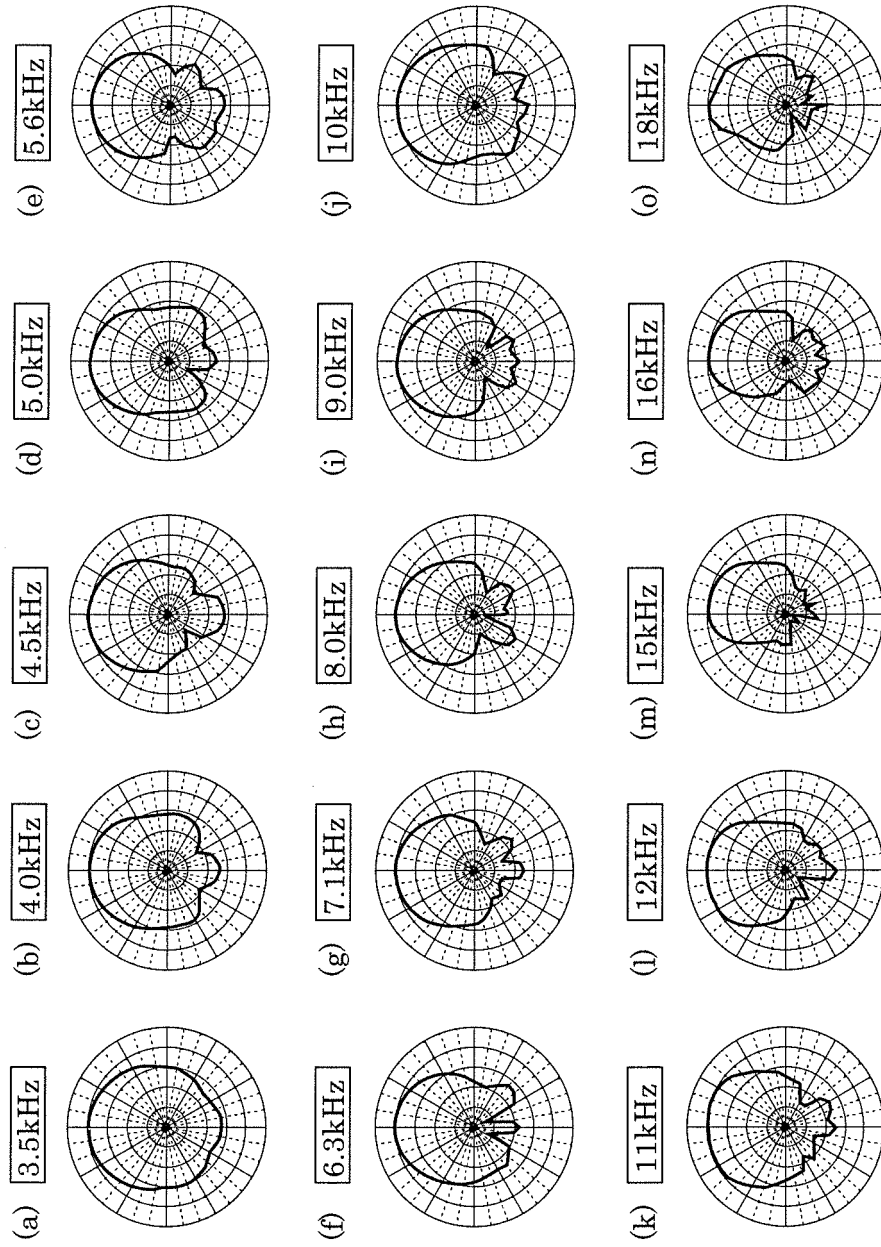 (a) 3.5kHz
(b) 4.0kHz
(c) 4.5kHz
(d) 5.0kHz
(e) 5.6kHz
(f) 6.3kHz
(g) 7.1kHz
(h) 8.0kHz
(i) 9.0kHz
(j) 10kHz
(k) 11kHz
(l) 12kHz
(m) 15kHz
(n) 16kHz
(o) 18kHz